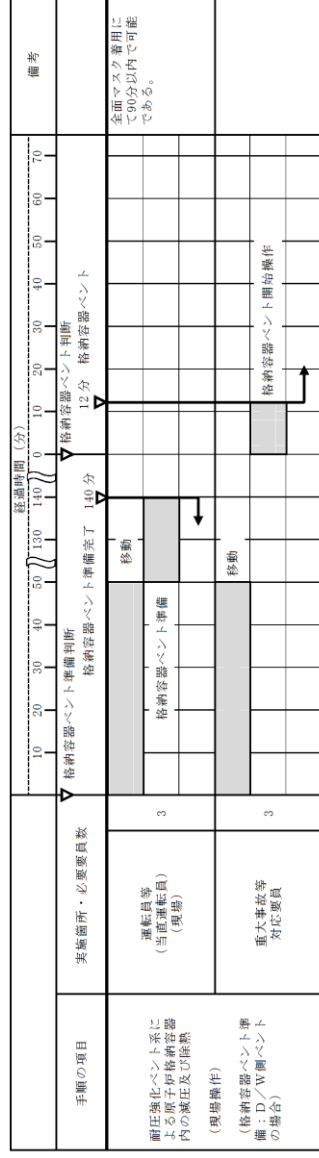 手順の項目
実施箇所・必要要員数
経過時間（分）
備考
10
20
30
40
50
130
140
0
10
20
30
40
50
60
70
格納容器ベント準備判断
格納容器ベント準備完了
140分
格納容器ベント判断
12分
格納容器ベント
耐圧強化ベント系に
よる原子炉格納容器
内の減圧及び除熱
（現場操作）
（格納容器ベント準
備：D／W側ベント
の場合）
運転員等
（当直運転員）
（現場）
3
移動
格納容器ベント準備
全面マスク着用に
て90分以内で可能
である。
重大事故等
対応要員
3
移動
格納容器ベント開始操作